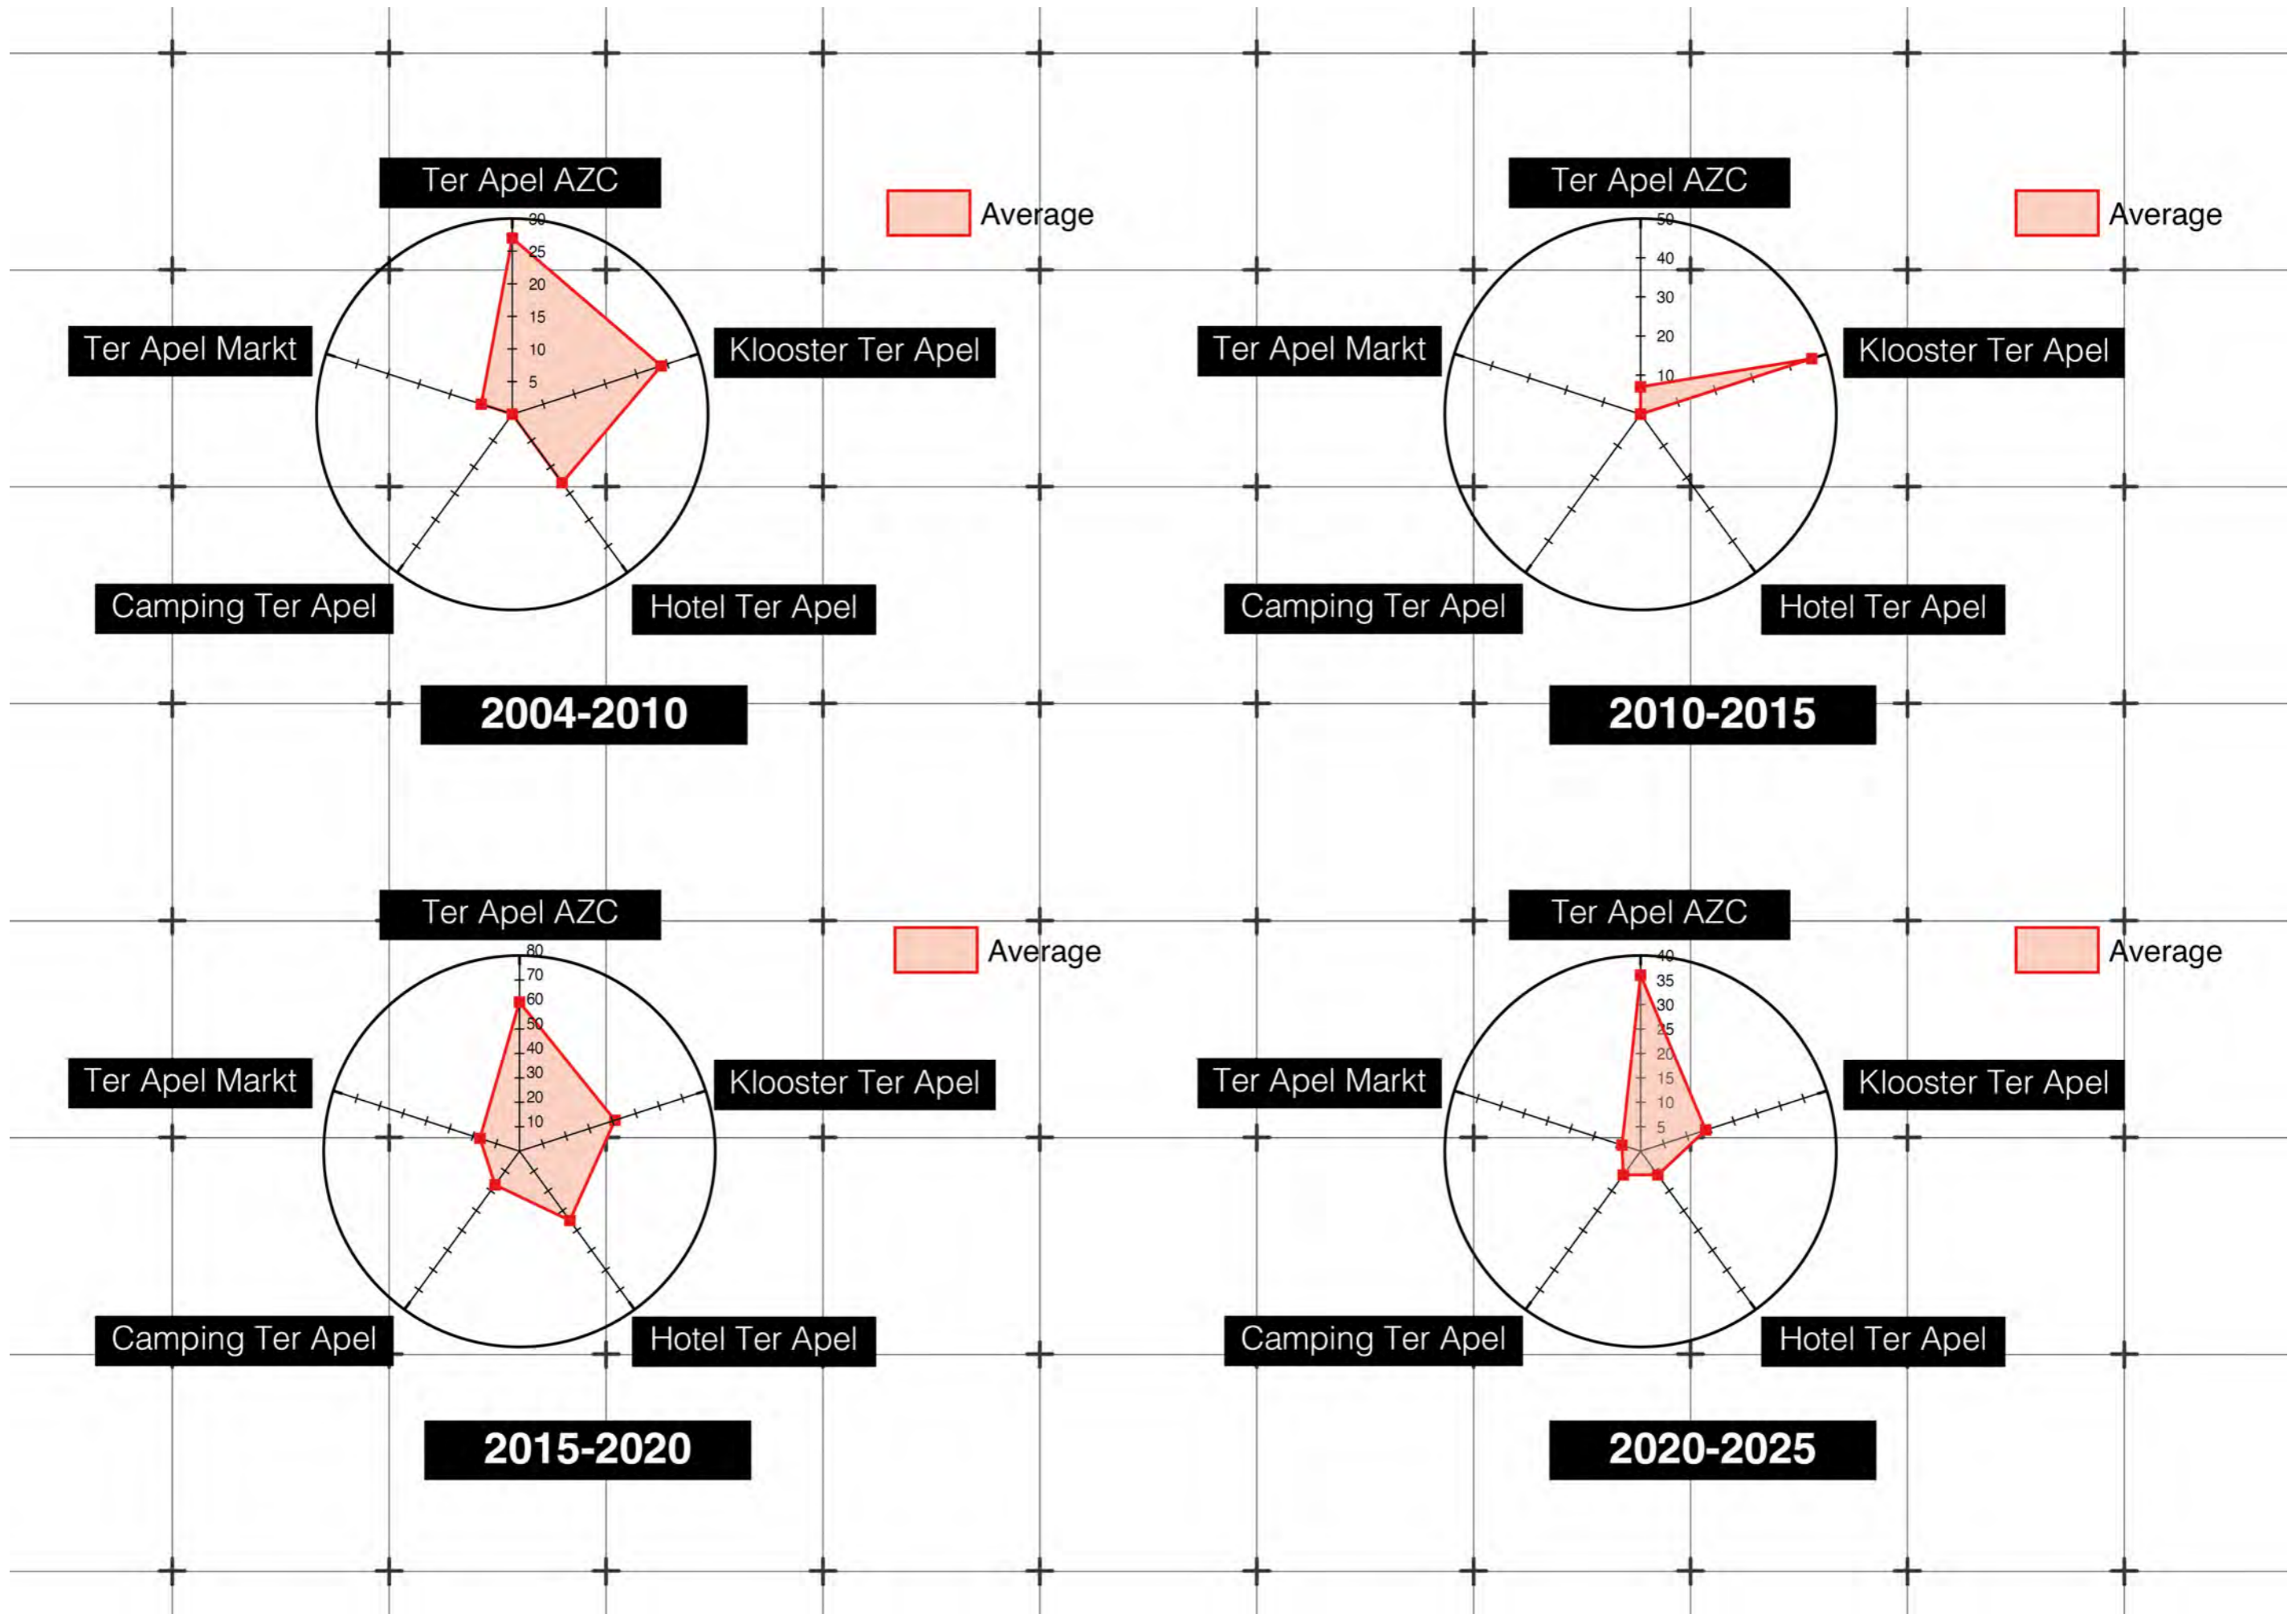 Ter Apel AZC
Average
30
25
20
15
10
5
Ter Apel Markt
Klooster Ter Apel
Camping Ter Apel
Hotel Ter Apel
2004-2010
Ter Apel AZC
Average
50
40
30
20
10
Ter Apel Markt
Klooster Ter Apel
Camping Ter Apel
Hotel Ter Apel
2010-2015
Ter Apel AZC
Average
80
70
60
50
40
30
20
10
Ter Apel Markt
Klooster Ter Apel
Camping Ter Apel
Hotel Ter Apel
2015-2020
Ter Apel AZC
Average
40
35
30
25
20
15
10
5
Ter Apel Markt
Klooster Ter Apel
Camping Ter Apel
Hotel Ter Apel
2020-2025